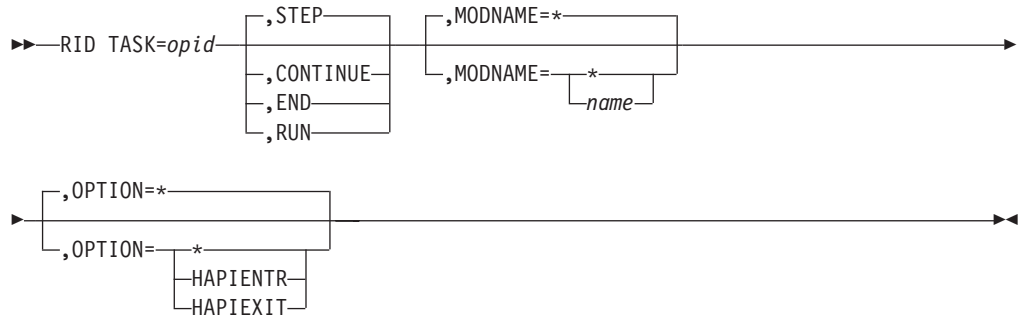 ,STEP ,MODNAME=*
RID TASK=opid
,CONTINUE ,MODNAME= *
,END name
,RUN
,OPTION=*
,OPTION= *
HAPIENTR
HAPIEXIT